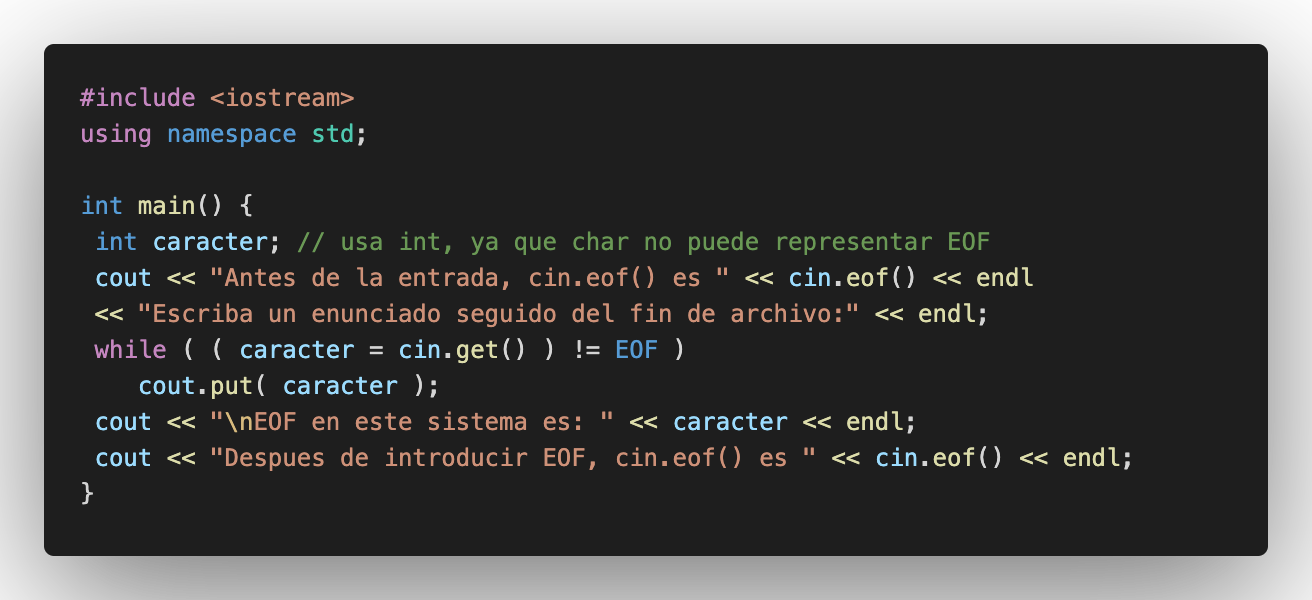 #include <iostream>
using namespace std;
int main() {
int caracter; // usa int, ya que char no puede representar EOF
cout << "Antes de la entrada, cin.eof() es " << cin.eof() << endl
<< "Escriba un enunciado seguido del fin de archivo:" << endl;
while ( ( caracter = cin.get() ) != EOF )
cout.put( caracter );
cout << "\nEOF en este sistema es: " << caracter << endl;
cout << "Despues de introducir EOF, cin.eof() es " << cin.eof() << endl;
}